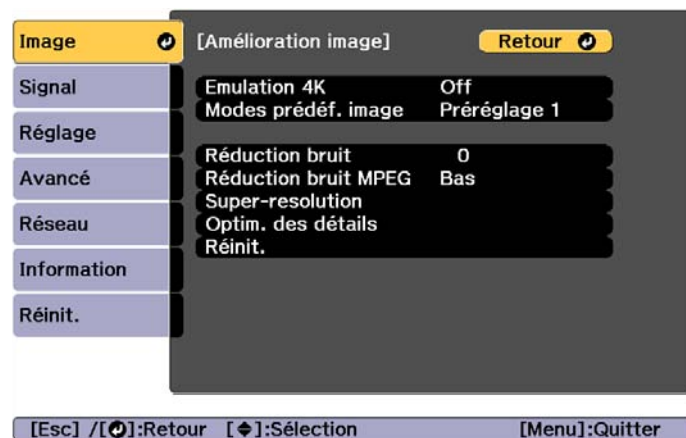 Image
Signal
Réglage
Avancé
Réseau
Information
Réinit.
[Amélioration image] Retour
Emulation 4K Off
Modes prédéf. image Préréglage 1
Réduction bruit 0
Réduction bruit MPEG Bas
Super-resolution
Optim. des détails
Réinit.
[Esc] /[ ]:Retour [ ]:Sélection [Menu]:Quitter